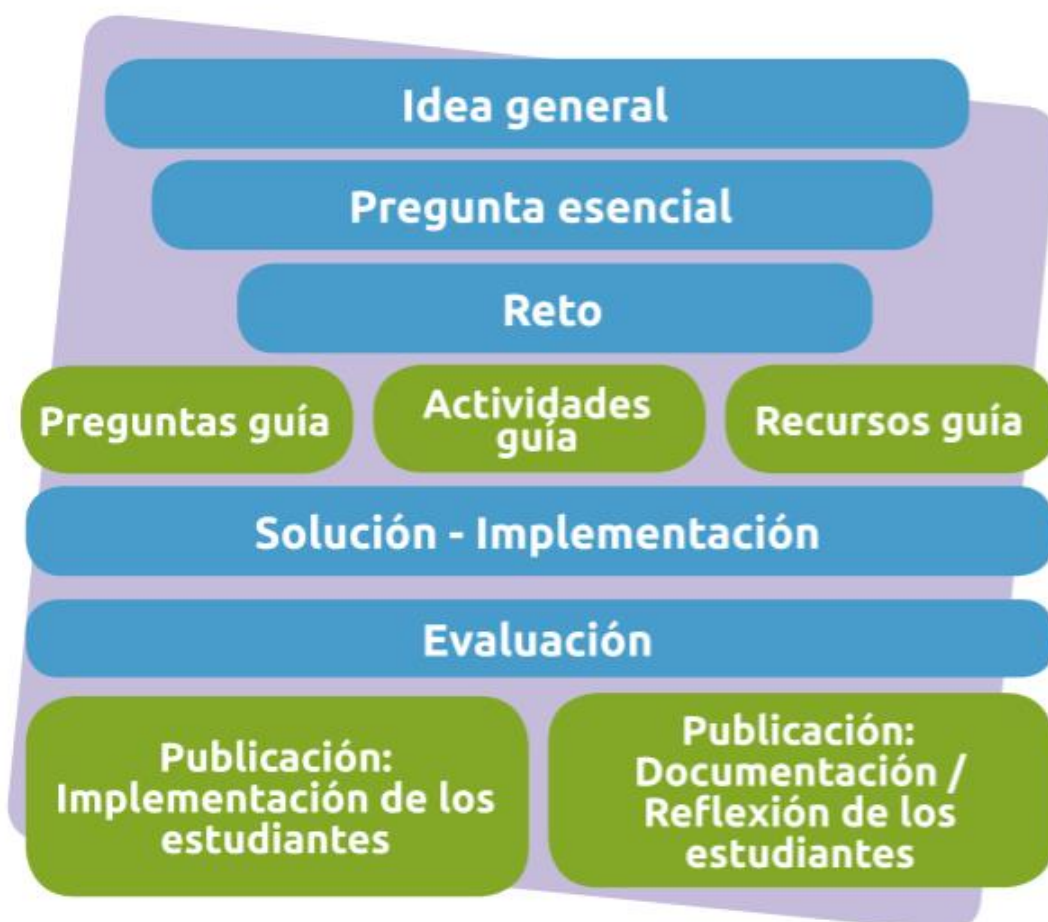 Idea general
Pregunta esencial
Reto
Preguntas guía
Actividades
guía
Recursos guía
Solución - Implementación
Evaluación
Publicación:
Implementación de los
estudiantes
Publicación:
Documentación /
Reflexión de los
estudiantes